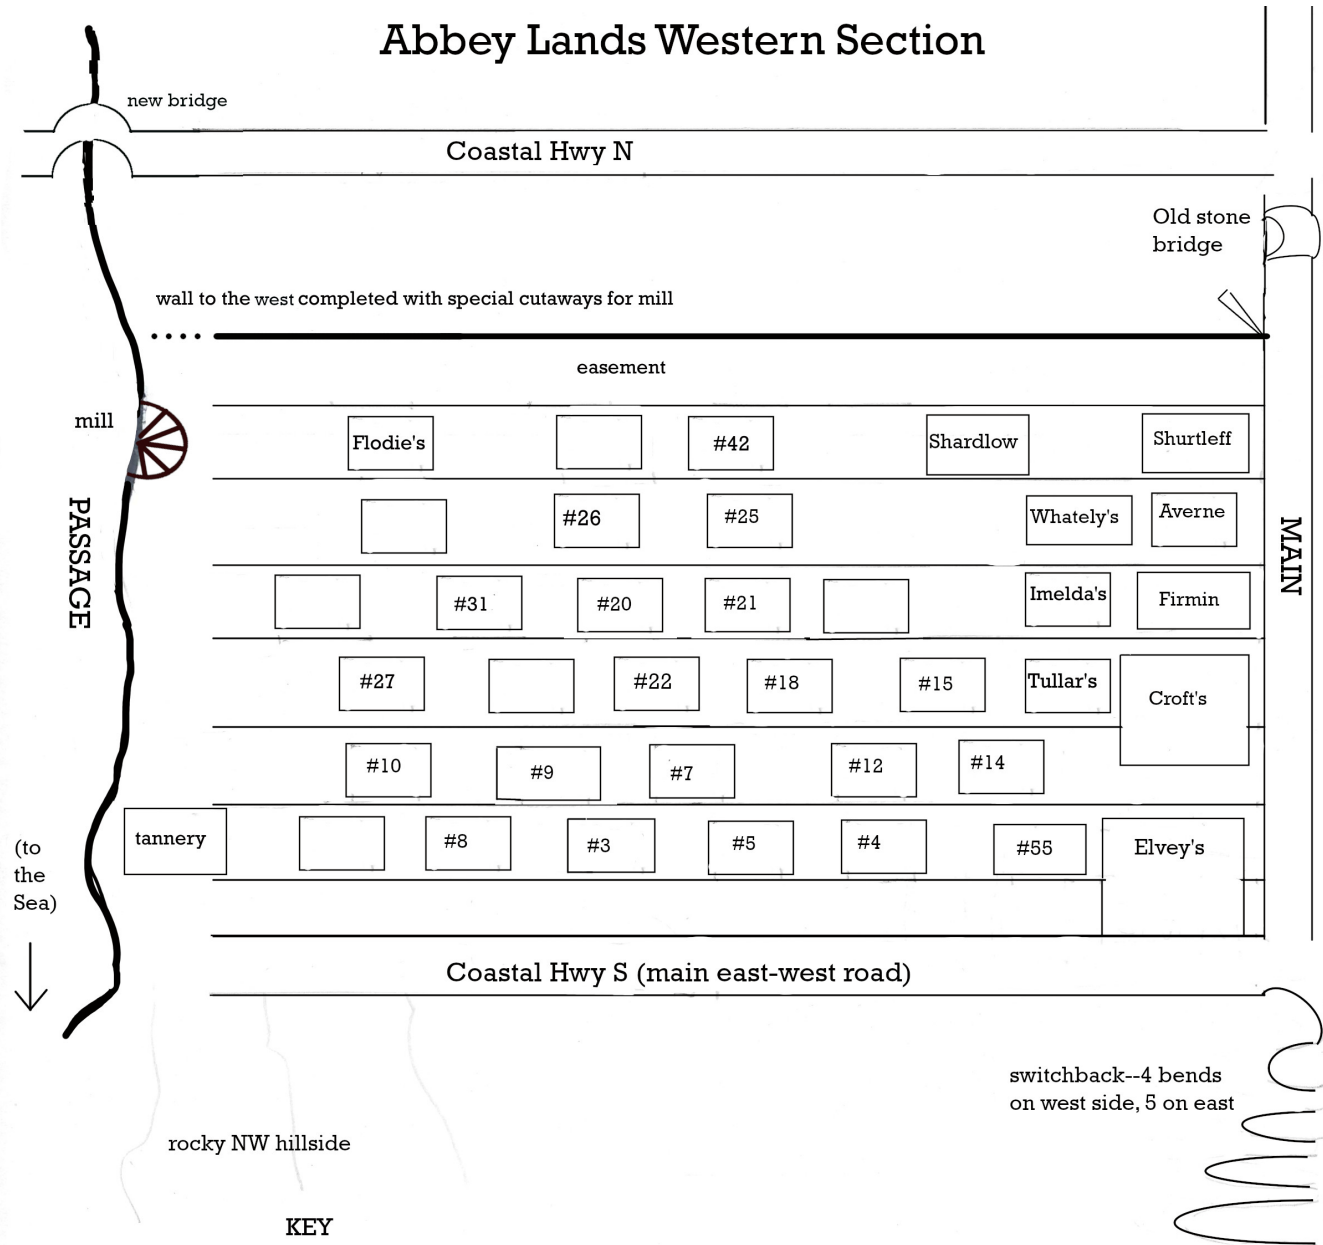 Abbey Lands Western Section
new bridge
Coastal Hwy N
Old stone
bridge
wall to the west completed with special cutaways for mill
easement
mill
Flodie's
#42
Shardlow
Shurtleff
PASSAGE
#26
#25
Whately's
Averne
MAIN
#31
#20
#21
Imelda's
Firmin
#27
#22
#18
#15
Tullar's
Croft's
#10
#9
#7
#12
#14
tannery
#8
#3
#5
#4
#55
Elvey's
(to
the
Sea)
Coastal Hwy S (main east-west road)
switchback--4 bends
on west side, 5 on east
rocky NW hillside
KEY